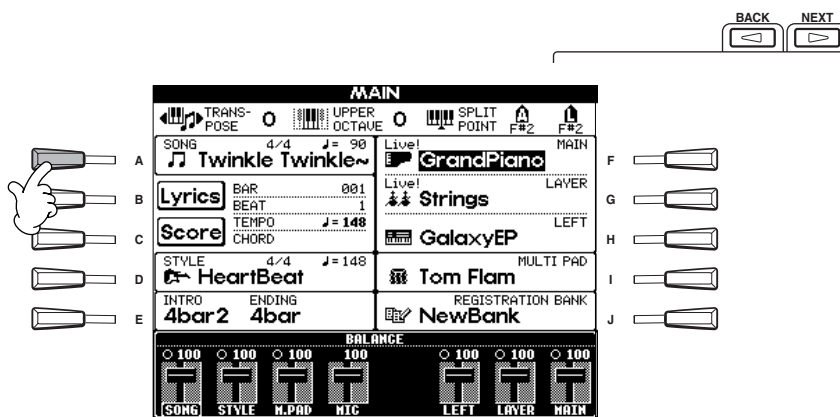 BACK NEXT
MAIN
TRANS-POSE 0 UPPER OCTAVE 0 SPLIT POINT A F#2 L F#2
SONG 4/4 ♩= 90
Twinkle Twinkle~
Live! MAIN
GrandPiano
A F
Lyrics BAR 001
BEAT 1
Live! LAYER
Strings
B G
Score TEMPO ♩= 148
CHORD
LEFT
GalaxyEP
C H
STYLE 4/4 ♩= 148
HeartBeat
MULTI PAD
Tom Flam
D I
INTRO ENDING
4bar2 4bar
REGISTRATION BANK
NewBank
E J
BALANCE
100 100 100 100 100 100 100
SONG STYLE M.PAD MIC LEFT LAYER MAIN